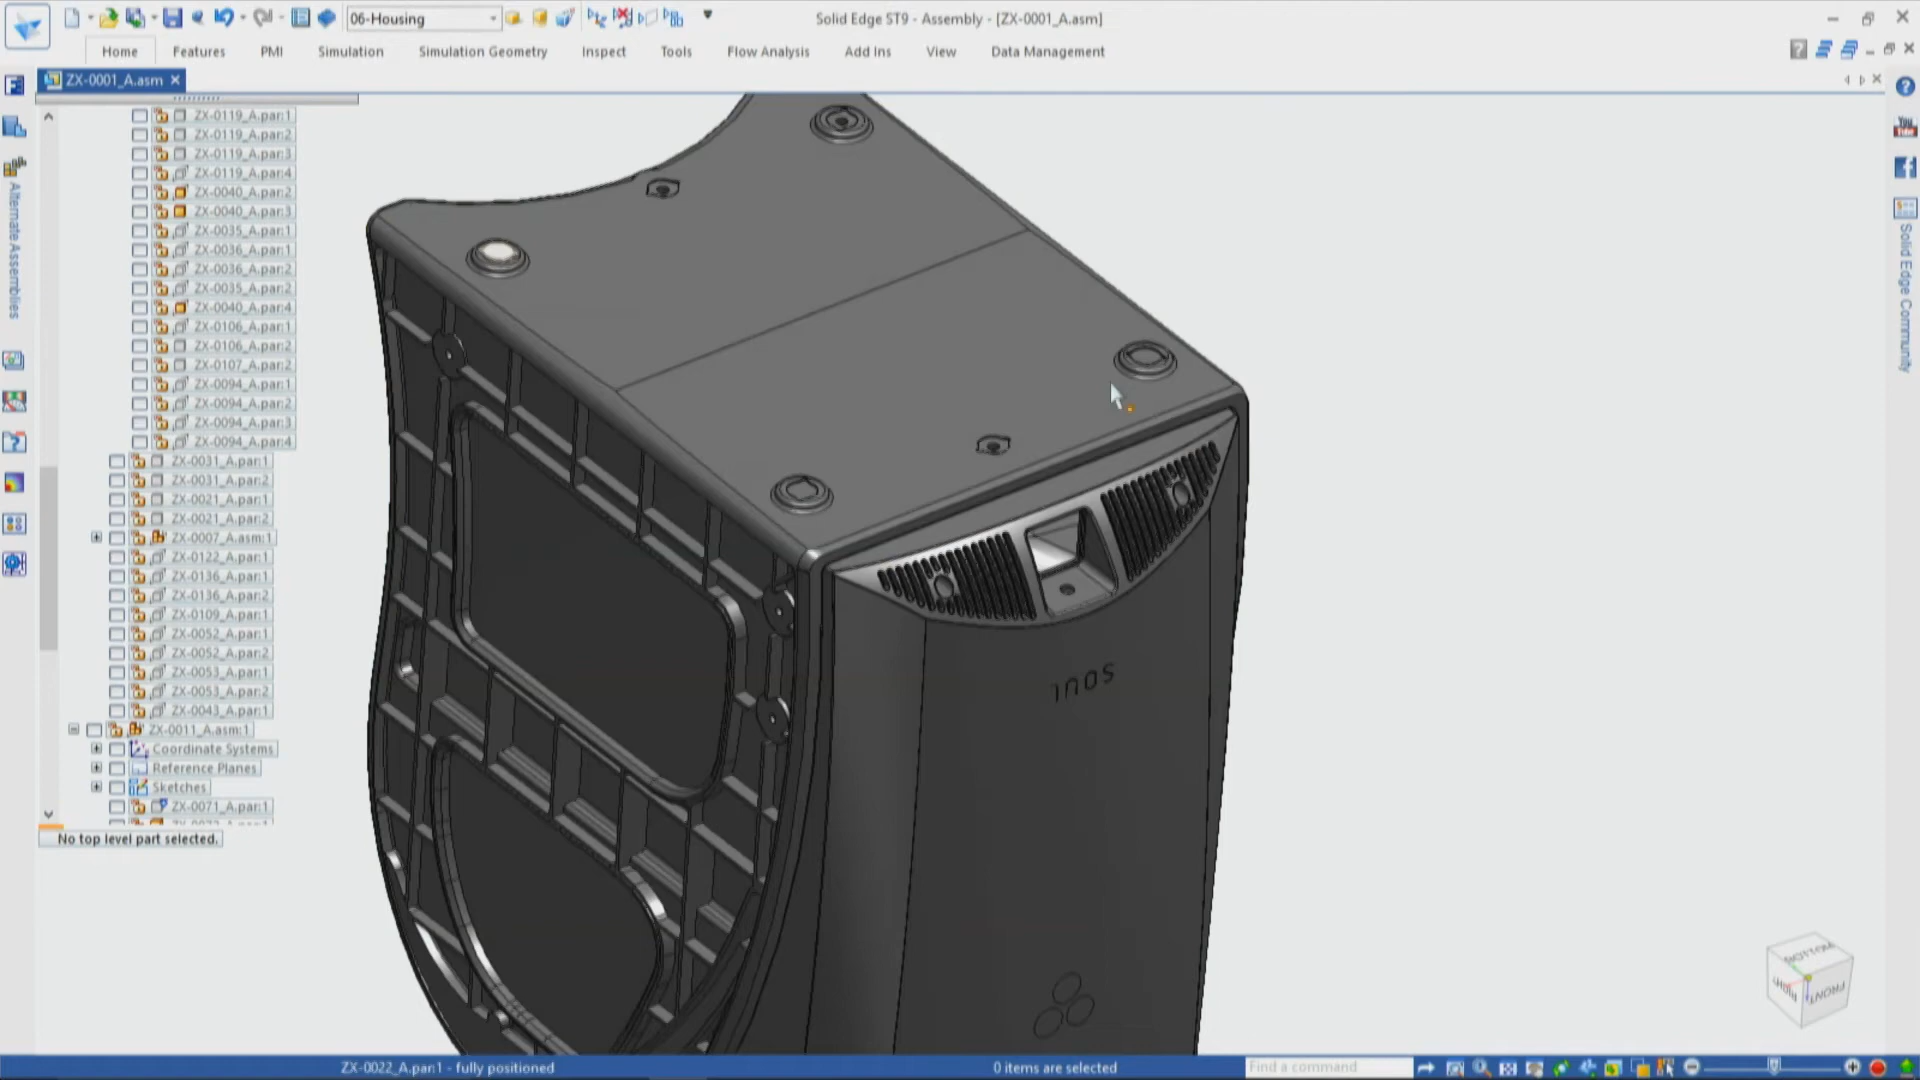 06-Housing
Solid Edge ST9 - Assembly - [ZX-0001_A.asm]
Home
Features
PMI
Simulation
Simulation Geometry
Inspect
Tools
Flow Analysis
Add Ins
View
Data Management
ZX-0001_A.asm
ZX-0119_A.par:1
ZX-0119_A.par:2
ZX-0119_A.par:3
ZX-0119_A.par:4
ZX-0040_A.par:2
ZX-0040_A.par:3
ZX-0035_A.par:1
ZX-0036_A.par:1
ZX-0036_A.par:2
ZX-0035_A.par:2
ZX-0040_A.par:4
ZX-0106_A.par:1
ZX-0106_A.par:2
ZX-0107_A.par:2
ZX-0094_A.par:1
ZX-0094_A.par:2
ZX-0094_A.par:3
ZX-0094_A.par:4
ZX-0031_A.par:1
ZX-0031_A.par:2
ZX-0021_A.par:1
ZX-0021_A.par:2
ZX-0007_A.asm:1
ZX-0122_A.par:1
ZX-0136_A.par:1
ZX-0136_A.par:2
ZX-0109_A.par:1
ZX-0052_A.par:1
ZX-0052_A.par:2
ZX-0053_A.par:1
ZX-0053_A.par:2
ZX-0043_A.par:1
ZX-0011_A.asm:1
Coordinate Systems
Reference Planes
Sketches
ZX-0071_A.par:1
No top level part selected.
Alternate Assemblies
You
Tube
Solid Edge Community
SOUL
BOTTOM
RIGHT
FRONT
ZX-0022_A.par:1 - fully positioned
0 items are selected
Find a command